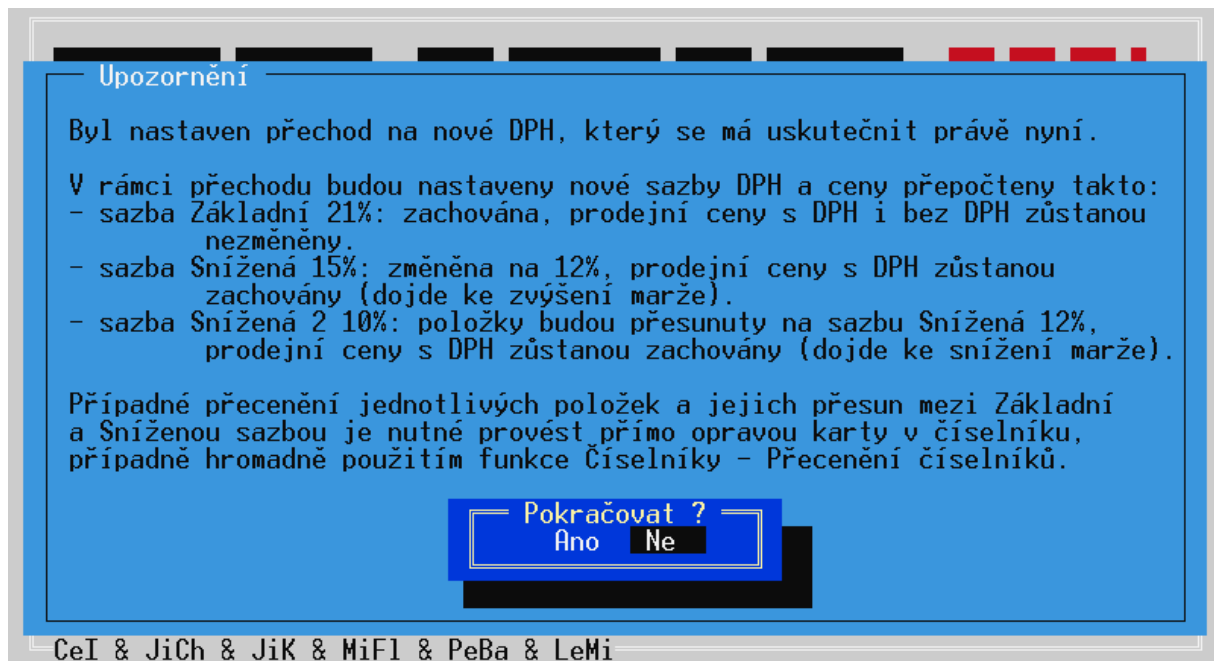 Upozornění
Byl nastaven přechod na nové DPH, který se má uskutečnit právě nyní.
V rámci přechodu budou nastaveny nové sazby DPH a ceny přepočteny takto:
- sazba Základní 21%: zachována, prodejní ceny s DPH i bez DPH zůstanou
nezměněny.
- sazba Snížená 15%: změněna na 12%, prodejní ceny s DPH zůstanou
zachovány (dojde ke zvýšení marže).
- sazba Snížená 2 10%: položky budou přesunuty na sazbu Snížená 12%,
prodejní ceny s DPH zůstanou zachovány (dojde ke snížení marže).
Případné přecenění jednotlivých položek a jejich přesun mezi Základní
a Sníženou sazbou je nutné provést přímo opravou karty v číselníku,
případně hromadně použitím funkce Číselníky - Přecenění číselníků.
Pokračovat ?
Ano Ne
CeI & JiCh & JiK & MiFl & PeBa & LeMi